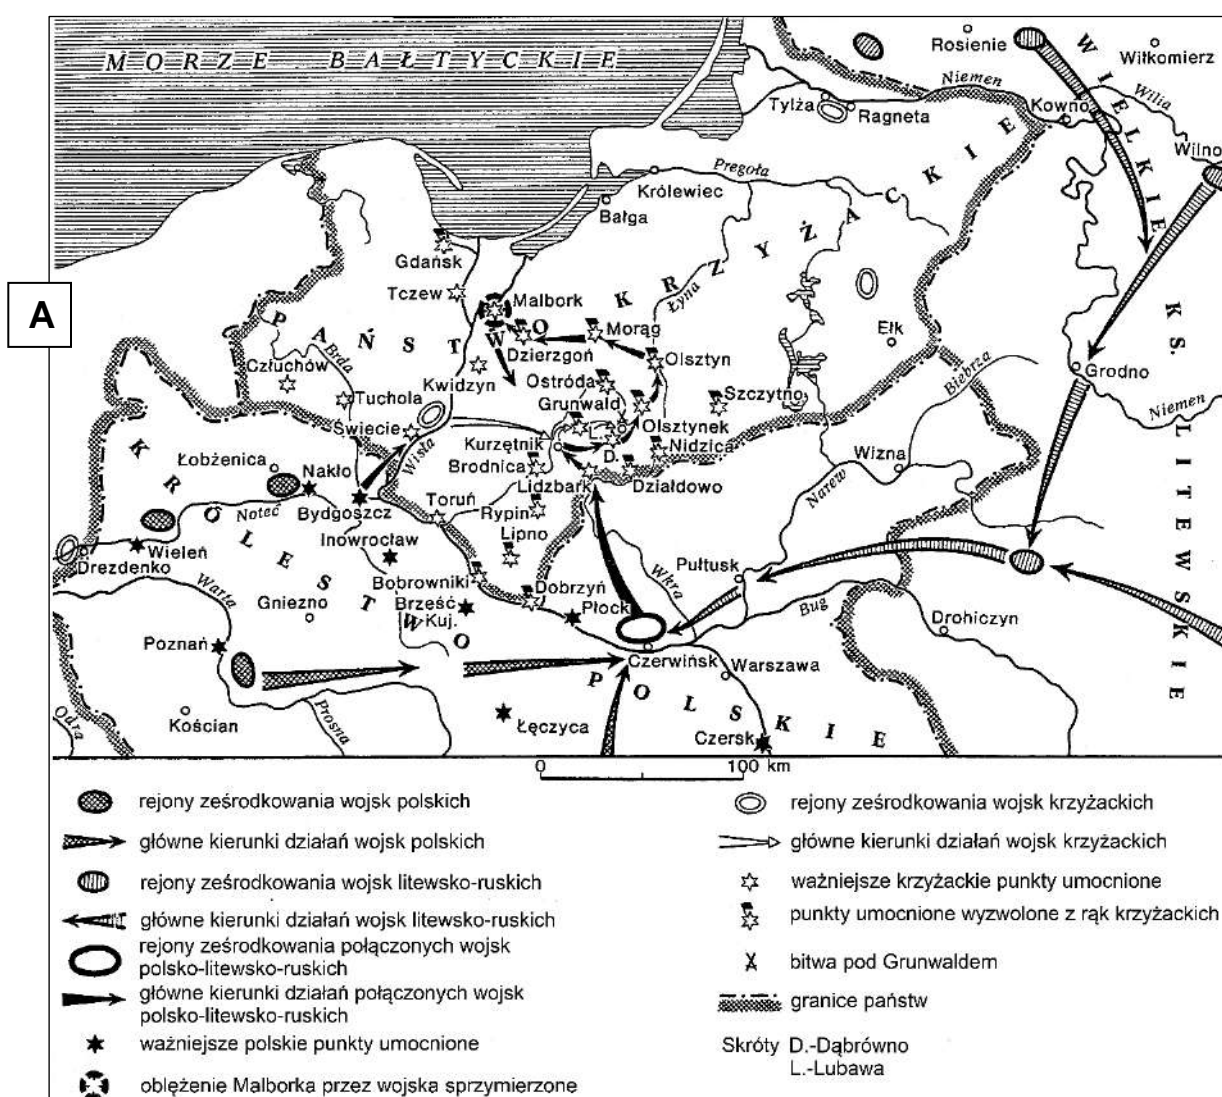 A
MORZE BAŁTYCKIE
Rosienie
Wiłkomierz
Niemen
Wilia
Tylża
Ragneta
Kowno
Wilno
WIELKIE
Pregoła
Królewiec
Bałga
Gdańsk
Tczew
Malbork
PAŃSTWO KRZYŻACKIE
Łyna
Morąg
Dzierzgoń
Ełk
Olsztyn
Człuchów
Brda
Kwidzyn
Ostróda
Szczytno
Biebrza
Grodno
Tuchola
Grunwald
Olsztynek
Niemen
KS. LITEWSKIE
Świecie
Kurzętnik
L.
D.
Nidzica
Łobżenica
Wisła
Brodnica
Wizna
Nakło
Lidzbark
Działdowo
Narew
Noteć
Bydgoszcz
Toruń
Rypin
KRÓLESTWO POLSKIE
Wieleń
Inowrocław
Lipno
Drezdenko
Pułtusk
Warta
Bobrowniki
Dobrzyń
Wkra
Gniezno
Brześć
Kuj.
Płock
Bug
Drohiczyn
Poznań
Czerwińsk
Warszawa
Kościan
Prosna
Odra
Łęczyca
Czersk
0 100 km
rejony ześrodkowania wojsk polskich
główne kierunki działań wojsk polskich
rejony ześrodkowania wojsk litewsko-ruskich
główne kierunki działań wojsk litewsko-ruskich
rejony ześrodkowania połączonych wojsk
polsko-litewsko-ruskich
główne kierunki działań połączonych wojsk
polsko-litewsko-ruskich
ważniejsze polskie punkty umocnione
oblężenie Malborka przez wojska sprzymierzone
rejony ześrodkowania wojsk krzyżackich
główne kierunki działań wojsk krzyżackich
ważniejsze krzyżackie punkty umocnione
punkty umocnione wyzwolone z rąk krzyżackich
bitwa pod Grunwaldem
granice państw
Skróty D.-Dąbrówno
L.-Lubawa